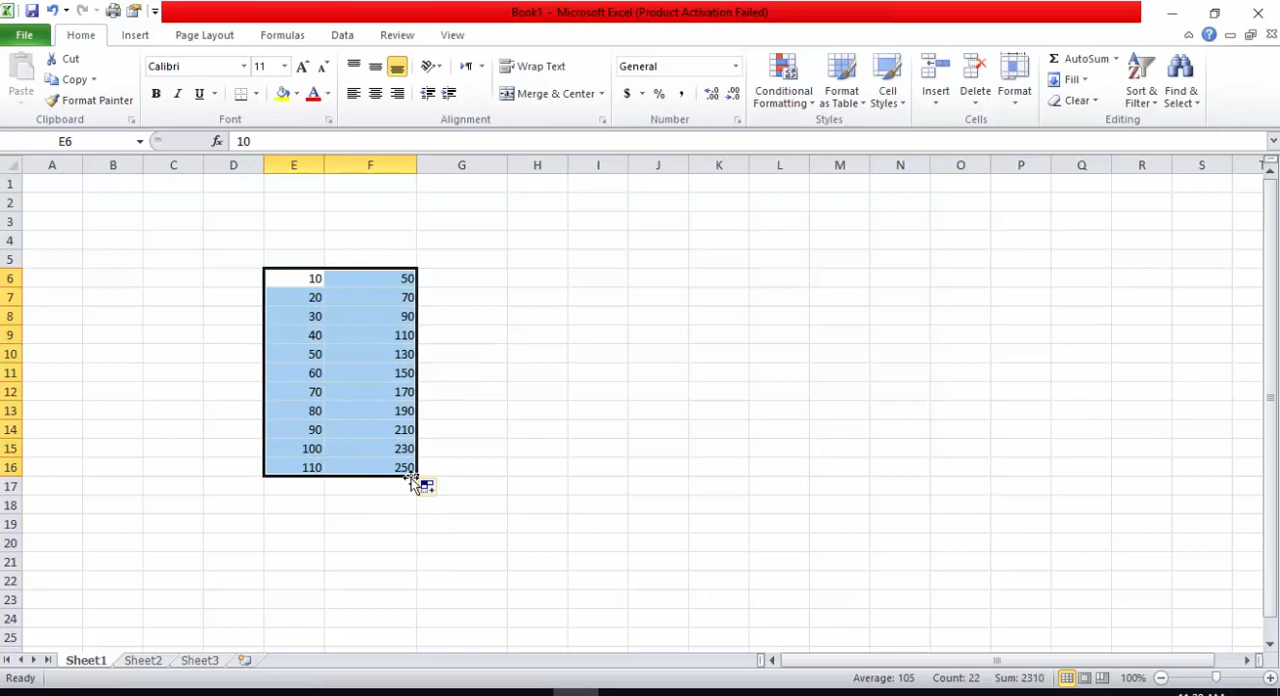 Book1 - Microsoft Excel (Product Activation Failed)
File Home Insert Page Layout Formulas Data Review View
Paste
Cut
Copy
Format Painter
Clipboard
Calibri 11
B I U
Font
Wrap Text
Merge & Center
Alignment
General
$ % ,
Number
Conditional Formatting
Format as Table
Cell Styles
Styles
Insert Delete Format
Cells
Σ AutoSum
Fill
Clear
Sort & Filter
Find & Select
Editing
E6 fx 10
A B C D E F G H I J K L M N O P Q R S T
1
2
3
4
5
6 10 50
7 20 70
8 30 90
9 40 110
10 50 130
11 60 150
12 70 170
13 80 190
14 90 210
15 100 230
16 110 250
17
18
19
20
21
22
23
24
25
Sheet1 Sheet2 Sheet3
Ready Average: 105 Count: 22 Sum: 2310 100%